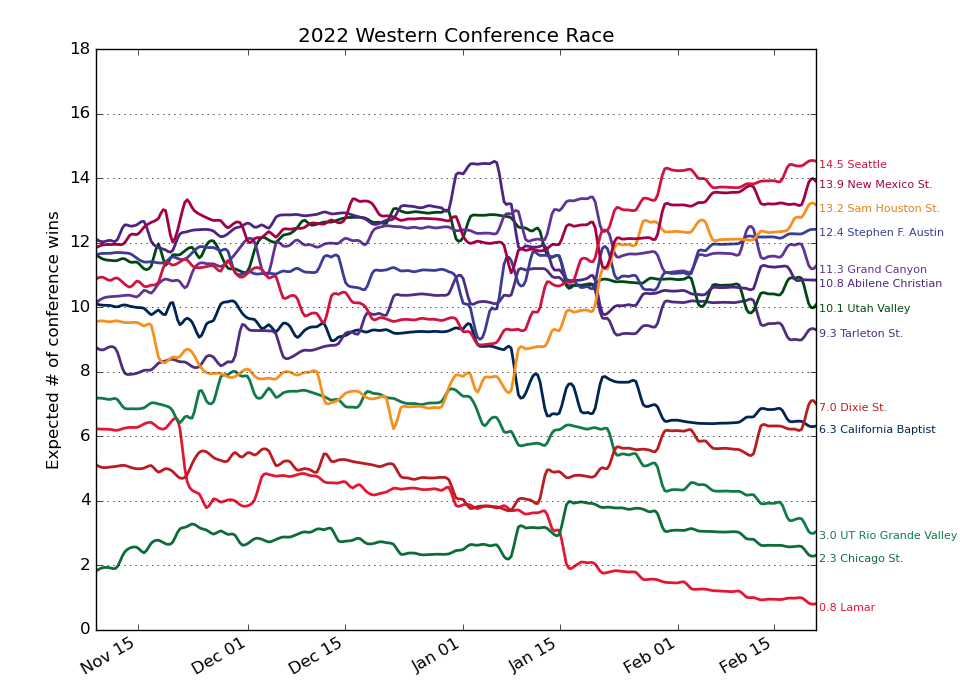 2022 Western Conference Race
Expected # of conference wins
18
16
14
12
10
8
6
4
2
0
Nov 15
Dec 01
Dec 15
Jan 01
Jan 15
Feb 01
Feb 15
14.5 Seattle
13.9 New Mexico St.
13.2 Sam Houston St.
12.4 Stephen F. Austin
11.3 Grand Canyon
10.8 Abilene Christian
10.1 Utah Valley
9.3 Tarleton St.
7.0 Dixie St.
6.3 California Baptist
3.0 UT Rio Grande Valley
2.3 Chicago St.
0.8 Lamar